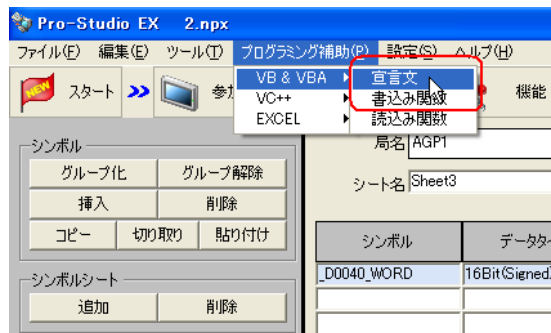 Pro-Studio EX 2.npx
ファイル(F) 編集(E) ツール(T) プログラミング補助(P) 設定(S) ヘルプ(H)
NEW スタート 参 機能
VB & VBA 宣言文
VC++ 書込み関数
EXCEL 読込み関数
シンボル
グループ化 グループ解除
挿入 削除
コピー 切り取り 貼り付け
シンボルシート
追加 削除
局名 AGP1
シート名 Sheet3
シンボル データタ
_D0040_WORD 16Bit(Signed)